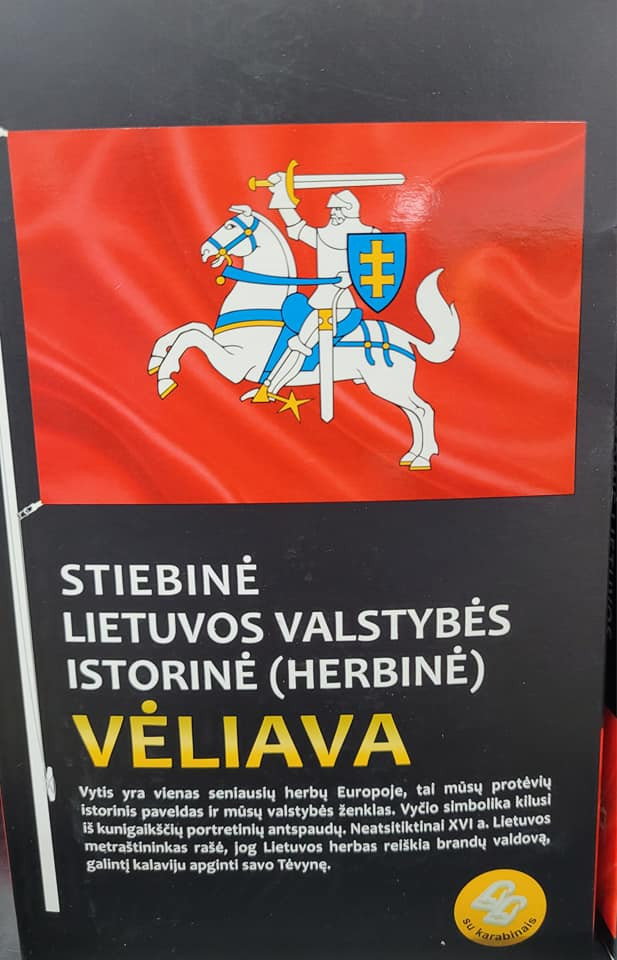 STIEBINĖ
LIETUVOS VALSTYBĖS
ISTORINĖ (HERBINĖ)
VĖLIAVA
Vytis yra vienas seniausių herbų Europoje, tai mūsų protėvių
istorinis paveldas ir mūsų valstybės ženklas. Vyčio simbolika kilusi
iš kunigaikščių portretinių antspaudų. Neatsitiktinai XVI a. Lietuvos
metraštininkas rašė, jog Lietuvos herbas reiškia brandų valdovą,
galintį kalaviju apginti savo Tėvynę.
su karabinais